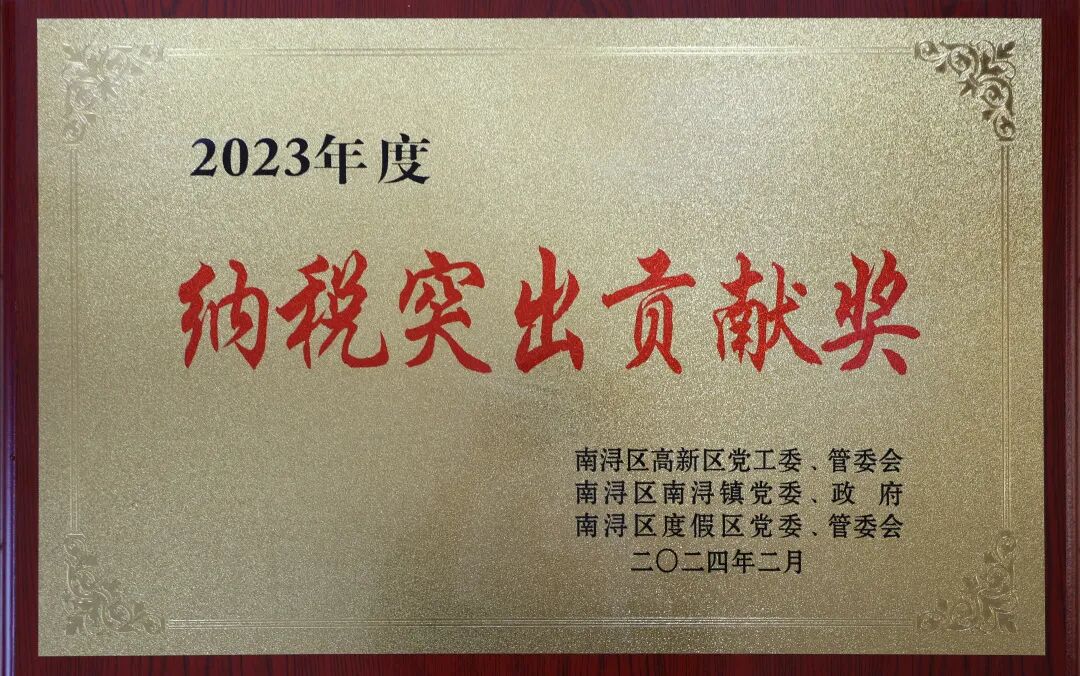 2023年度
纳税突出贡献奖
南浔区高新区党工委、管委会
南浔区南浔镇党委、政府
南浔区度假区党委、管委会
二〇二四年二月